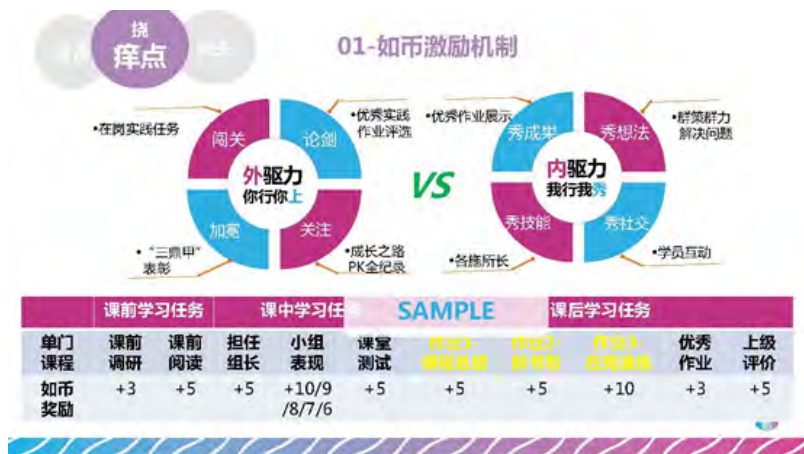 挠
痒点
01-如币激励机制
•在岗实践任务
闯关
论剑
•优秀实践
作业评选
外驱力
你行你上
加冕
关注
•“三鼎甲”
表彰
•成长之路
PK全纪录
VS
•优秀作业展示
秀成果
秀想法
•群策群力
解决问题
内驱力
我行我秀
秀技能
秀社交
•各施所长
•学员互动
课前学习任务 课中学习任 SAMPLE 课后学习任务
单门 课前 课前 担任 小组 课堂 作业1- 作业2- 作业3- 优秀 上级
课程 调研 阅读 组长 表现 测试 课程总结 拆书帮 在岗演练 作业 评价
如币 +3 +5 +5 +10/9 +5 +5 +5 +10 +3 +5
奖励 /8/7/6